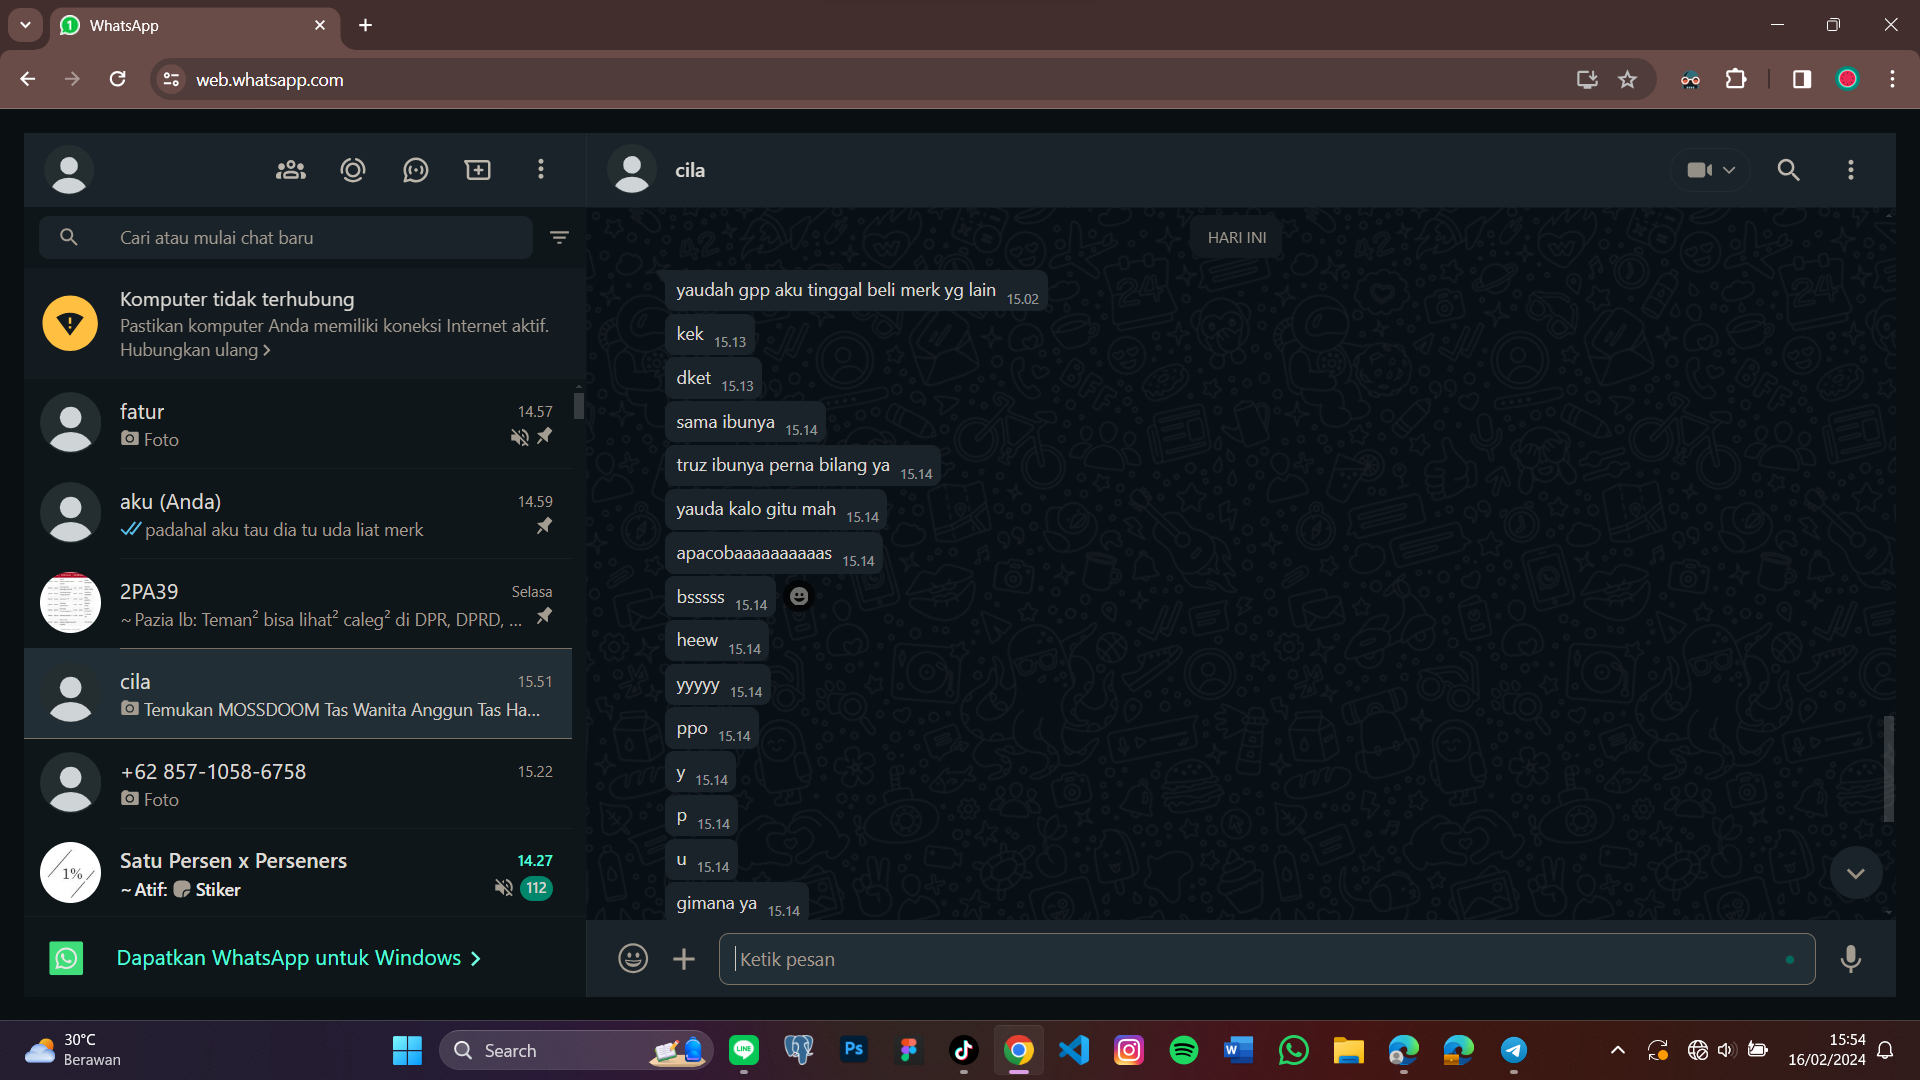 WhatsApp
web.whatsapp.com
Cari atau mulai chat baru
Komputer tidak terhubung
Pastikan komputer Anda memiliki koneksi Internet aktif.
Hubungkan ulang
fatur
14.57
Foto
aku (Anda)
14.59
padahal aku tau dia tu uda liat merk
2PA39
Selasa
~ Pazia lb: Teman² bisa lihat² caleg² di DPR, DPRD, ...
cila
15.51
Temukan MOSSDOOM Tas Wanita Anggun Tas Ha...
+62 857-1058-6758
15.22
Foto
1%
Satu Persen x Perseners
14.27
~ Atif: Stiker
112
Dapatkan WhatsApp untuk Windows
cila
HARI INI
yaudah gpp aku tinggal beli merk yg lain 15.02
kek 15.13
dket 15.13
sama ibunya 15.14
truz ibunya perna bilang ya 15.14
yauda kalo gitu mah 15.14
apacobaaaaaaaaaas 15.14
bsssss 15.14
heew 15.14
yyyyy 15.14
ppo 15.14
y 15.14
p 15.14
u 15.14
gimana ya 15.14
Ketik pesan
30°C
Berawan
Search
15:54
16/02/2024